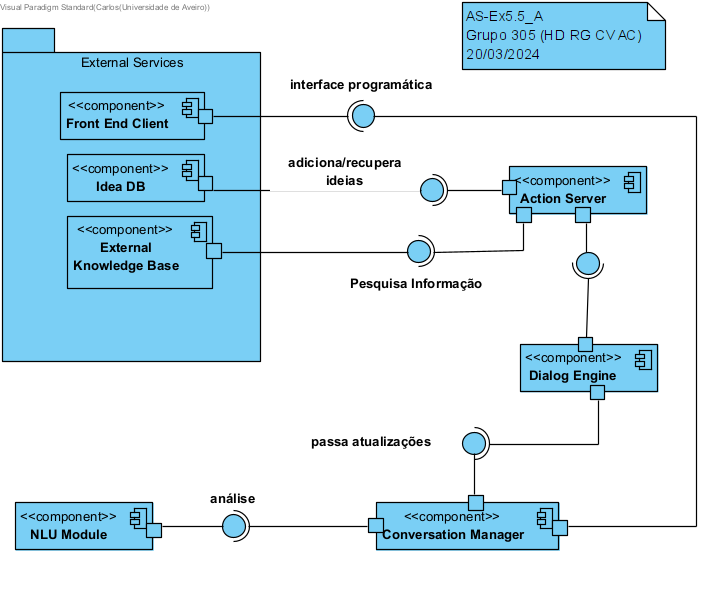 Visual Paradigm Standard(Carlos(Universidade de Aveiro))
AS-Ex5.5_A
Grupo 305 (HD RG CV AC)
20/03/2024
External Services
interface programática
<<component>>
Front End Client
<<component>>
Idea DB
adiciona/recupera
ideias
<<component>>
Action Server
<<component>>
External
Knowledge Base
Pesquisa Informação
<<component>>
Dialog Engine
passa atualizações
análise
<<component>>
NLU Module
<<component>>
Conversation Manager